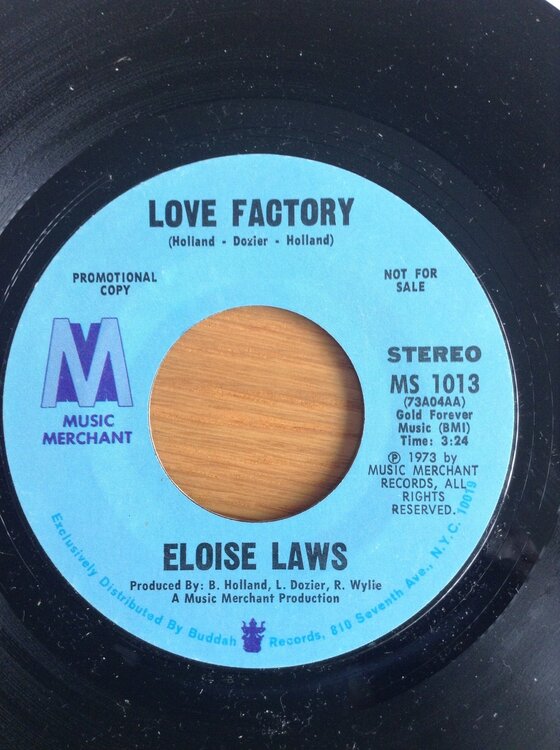 LOVE FACTORY
(Holland - Dozier - Holland)
PROMOTIONAL
COPY
NOT FOR
SALE
M
MUSIC
MERCHANT
STEREO
MS 1013
(73A04AA)
Gold Forever
Music (BMI)
Time: 3:24
℗ 1973 by
MUSIC MERCHANT
RECORDS, ALL
RIGHTS
RESERVED.
ELOISE LAWS
Produced By: B. Holland, L. Dozier, R. Wylie
A Music Merchant Production
Exclusively Distributed By Buddah Records, 810 Seventh Ave., N.Y.C. 10019